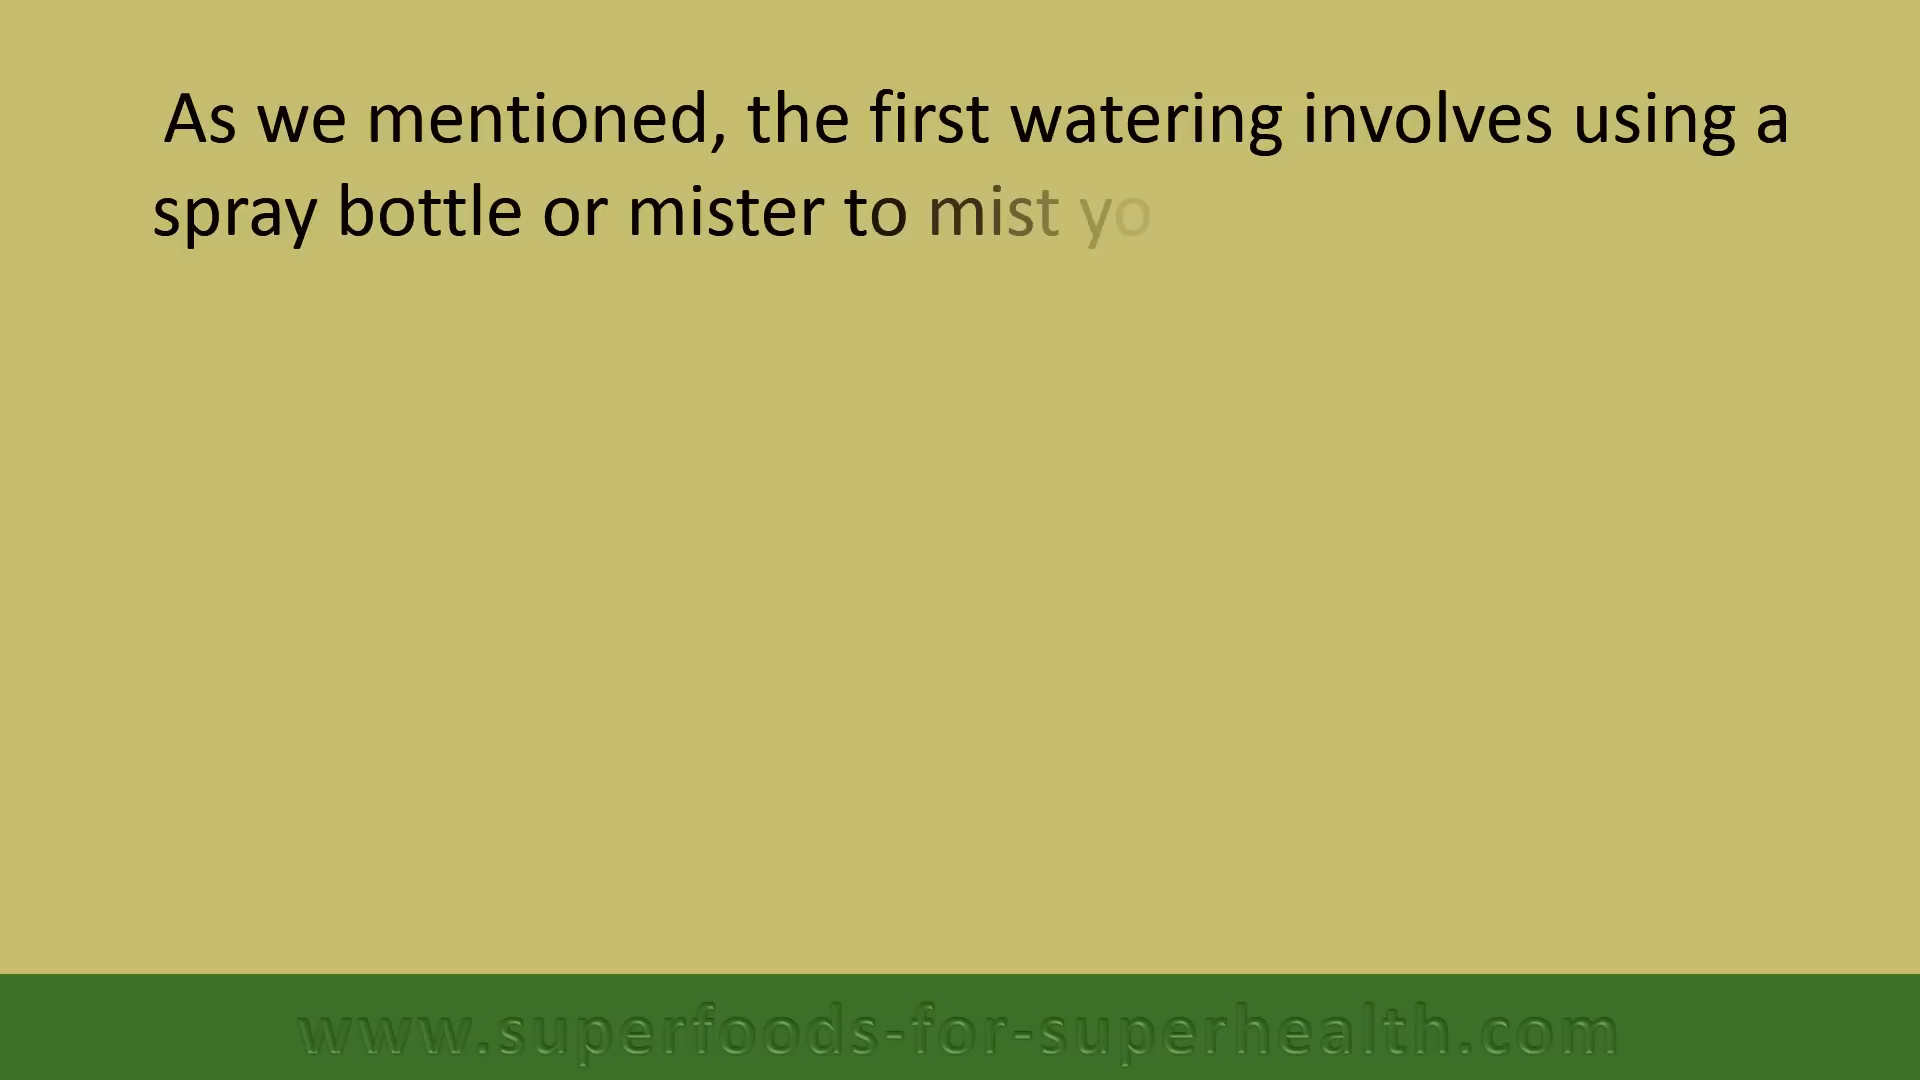 As we mentioned, the first watering involves using a
spray bottle or mister to mist yo
www.superfoods-for-superhealth.com